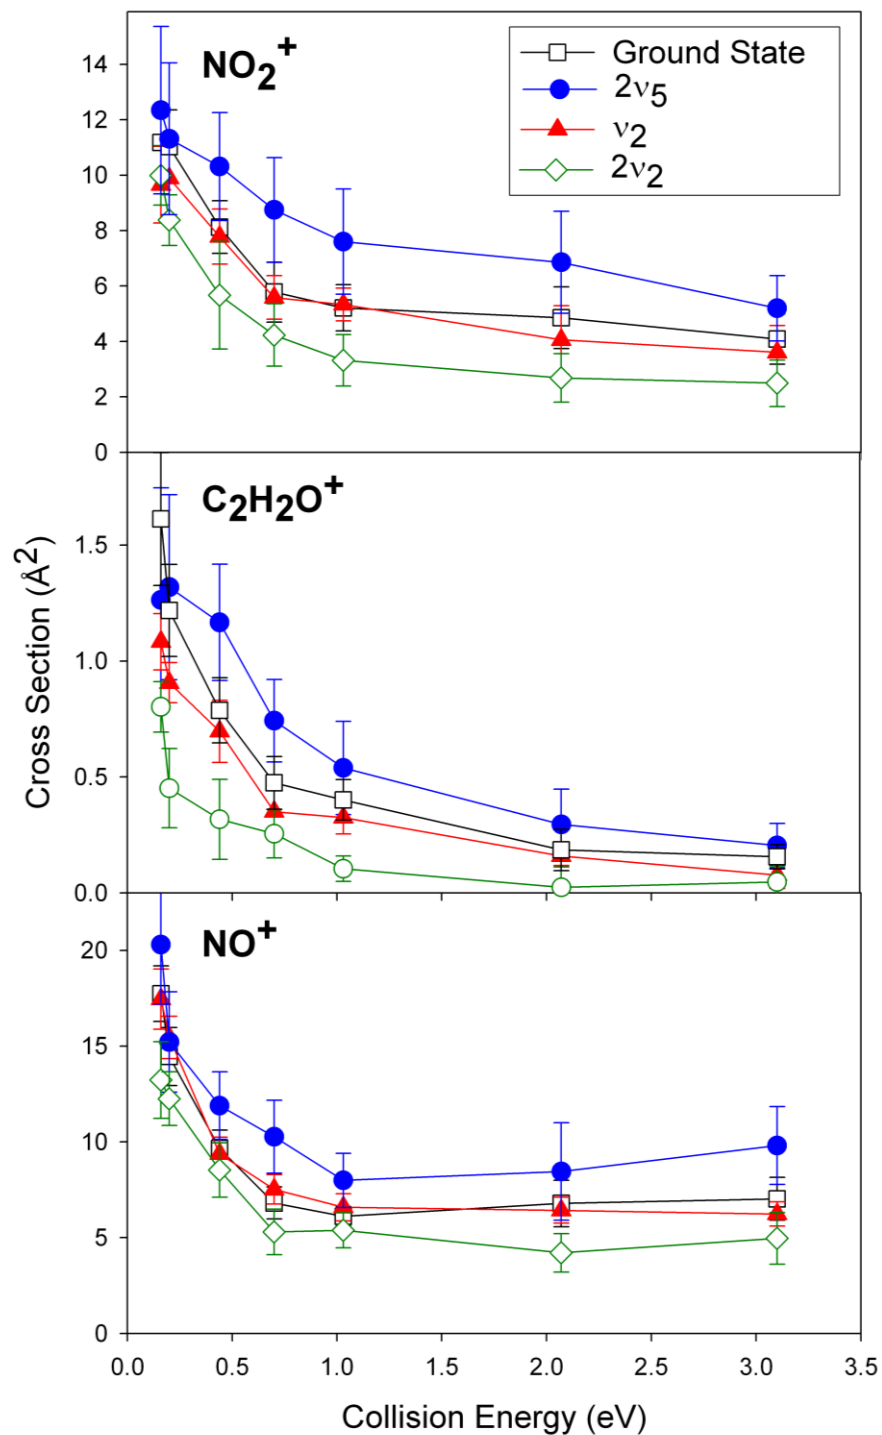 NO₂⁺
Ground State
2ν₅
ν₂
2ν₂
14
12
10
8
6
4
2
0
C₂H₂O⁺
1.5
1.0
0.5
0.0
Cross Section (Å²)
NO⁺
20
15
10
5
0
0.0 0.5 1.0 1.5 2.0 2.5 3.0 3.5
Collision Energy (eV)